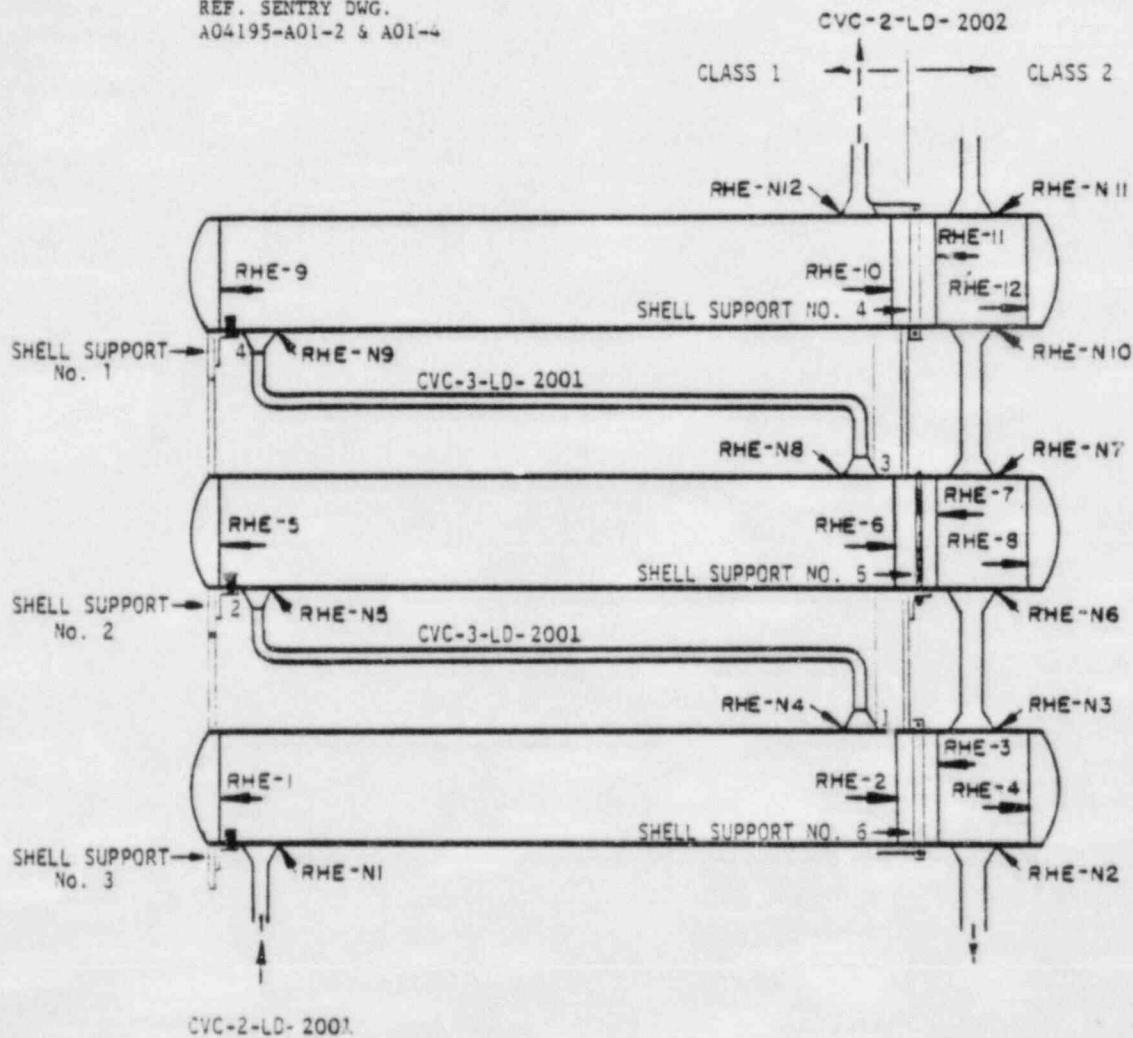 REF. SENTRY DWG.
A04195-A01-2 & A01-4
CVC-2-LD-2002
CLASS 1
CLASS 2
RHE-N12
RHE-N11
RHE-9
RHE-10
RHE-11
RHE-12
SHELL SUPPORT NO. 4
SHELL SUPPORT
No. 1
4
RHE-N9
RHE-N10
CVC-3-LD-2001
RHE-N8
3
RHE-N7
RHE-5
RHE-6
RHE-7
RHE-8
SHELL SUPPORT NO. 5
SHELL SUPPORT
No. 2
2
RHE-N5
RHE-N6
CVC-3-LD-2001
RHE-N4
1
RHE-N3
RHE-1
RHE-2
RHE-3
RHE-4
SHELL SUPPORT NO. 6
SHELL SUPPORT
No. 3
RHE-N1
RHE-N2
CVC-2-LD-2001